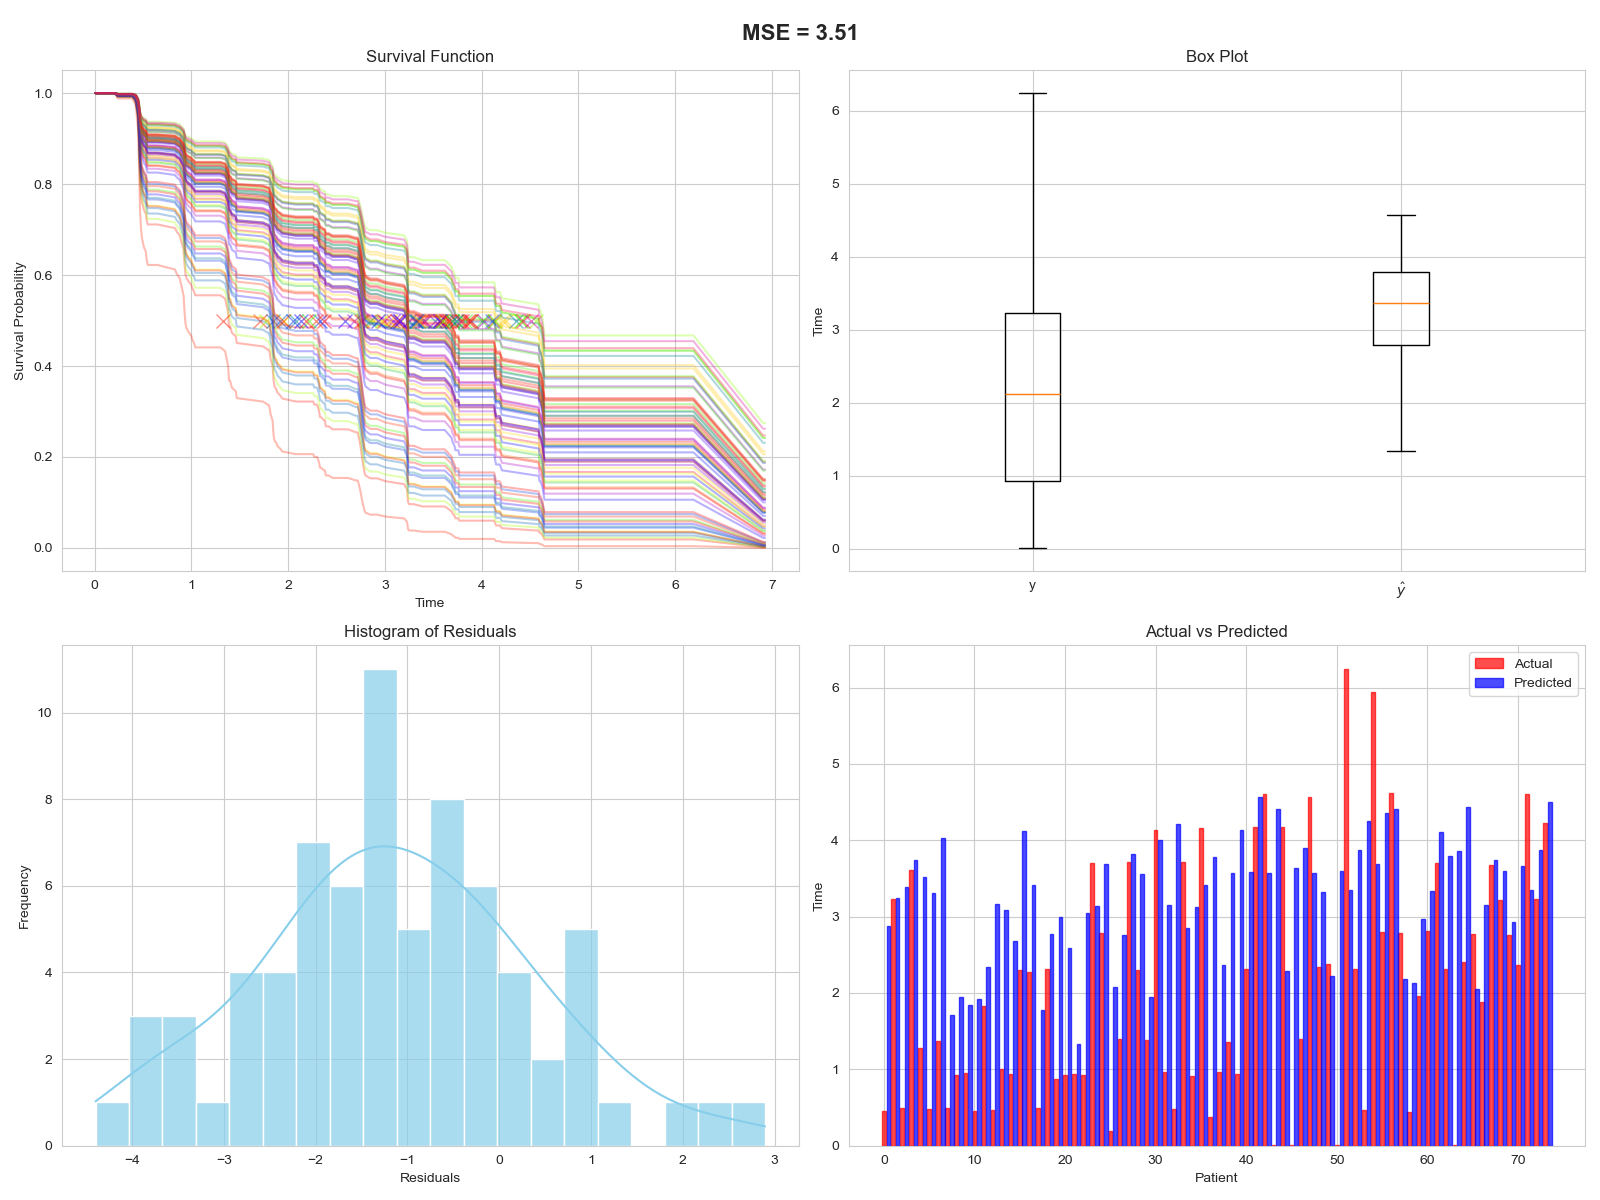 MSE = 3.51
Survival Function
Survival Probability
1.0
0.8
0.6
0.4
0.2
0.0
0 1 2 3 4 5 6 7
Time
Box Plot
Time
6
5
4
3
2
1
0
y ŷ
Histogram of Residuals
Frequency
10
8
6
4
2
0
−4 −3 −2 −1 0 1 2 3
Residuals
Actual vs Predicted
Actual
Predicted
Time
6
5
4
3
2
1
0
0 10 20 30 40 50 60 70
Patient